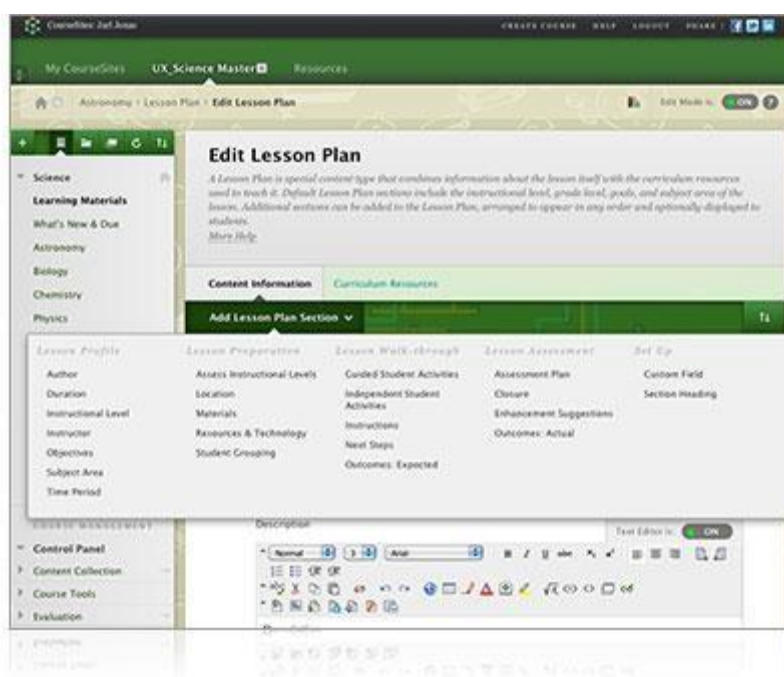 CourseSites: Joel Jonas
CREATE COURSE HELP LOGOUT SHARE :
My CourseSites UX_Science Master Resources
Astronomy › Lesson Plan › Edit Lesson Plan
Edit Mode is: ON ?
Edit Lesson Plan
A Lesson Plan is special content type that combines information about the lesson itself with the curriculum resources
used to teach it. Default Lesson Plan sections include the instructional level, grade level, goals, and subject area of the
lesson. Additional sections can be added to the Lesson Plan, arranged to appear in any order and optionally displayed to
students.
More Help
Science
Learning Materials
What's New & Due
Astronomy
Biology
Chemistry
Physics
Content Information Curriculum Resources
Add Lesson Plan Section
Lesson Profile
Author
Duration
Instructional Level
Instructor
Objectives
Subject Area
Time Period
Lesson Preparation
Assess Instructional Levels
Location
Materials
Resources & Technology
Student Grouping
Lesson Walk-through
Guided Student Activities
Independent Student
Activities
Instructions
Next Steps
Outcomes: Expected
Lesson Assessment
Assessment Plan
Closure
Enhancement Suggestions
Outcomes: Actual
Set Up
Custom Field
Section Heading
COURSE MANAGEMENT
Control Panel
Content Collection
Course Tools
Evaluation
Description
Text Editor is: ON
Normal 3 Arial
B I U abc